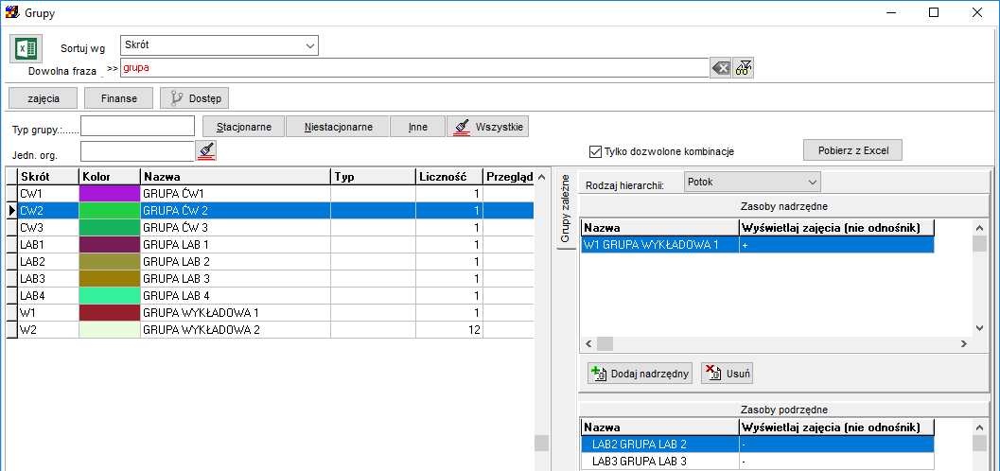 Grupy
Sortuj wg Skrót
Dowolna fraza >> grupa
zajęcia Finanse Dostęp
Typ grupy.:...... Stacjonarne Niestacjonarne Inne Wszystkie
Jedn. org. Tylko dozwolone kombinacje Pobierz z Excel
Skrót Kolor Nazwa Typ Liczność Przegląd
CW1 GRUPA ĆW1 1
CW2 GRUPA ĆW 2 1
CW3 GRUPA ĆW 3 1
LAB1 GRUPA LAB 1 1
LAB2 GRUPA LAB 2 1
LAB3 GRUPA LAB 3 1
LAB4 GRUPA LAB 4 1
W1 GRUPA WYKŁADOWA 1 1
W2 GRUPA WYKŁADOWA 2 12
Grupy zależne
Rodzaj hierarchii: Potok
Zasoby nadrzędne
Nazwa Wyświetlaj zajęcia (nie odnośnik)
W1 GRUPA WYKŁADOWA 1 +
Dodaj nadrzędny Usuń
Zasoby podrzędne
Nazwa Wyświetlaj zajęcia (nie odnośnik)
LAB2 GRUPA LAB 2 -
LAB3 GRUPA LAB 3 -